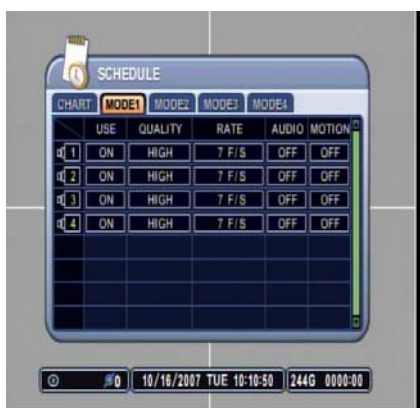 SCHEDULE
CHART MODE1 MODE2 MODE3 MODE4
USE QUALITY RATE AUDIO MOTION
1 ON HIGH 7 F/S OFF OFF
2 ON HIGH 7 F/S OFF OFF
3 ON HIGH 7 F/S OFF OFF
4 ON HIGH 7 F/S OFF OFF
0 10/16/2007 TUE 10:10:50 244G 0000:00